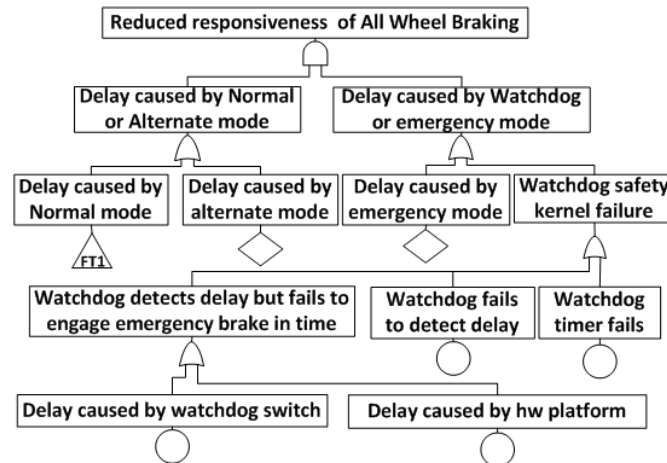 Reduced responsiveness of All Wheel Braking
Delay caused by Normal
or Alternate mode
Delay caused by Watchdog
or emergency mode
Delay caused by
Normal mode
Delay caused by
alternate mode
Delay caused by
emergency mode
Watchdog safety
kernel failure
FT1
Watchdog detects delay but fails to
engage emergency brake in time
Watchdog fails
to detect delay
Watchdog
timer fails
Delay caused by watchdog switch
Delay caused by hw platform